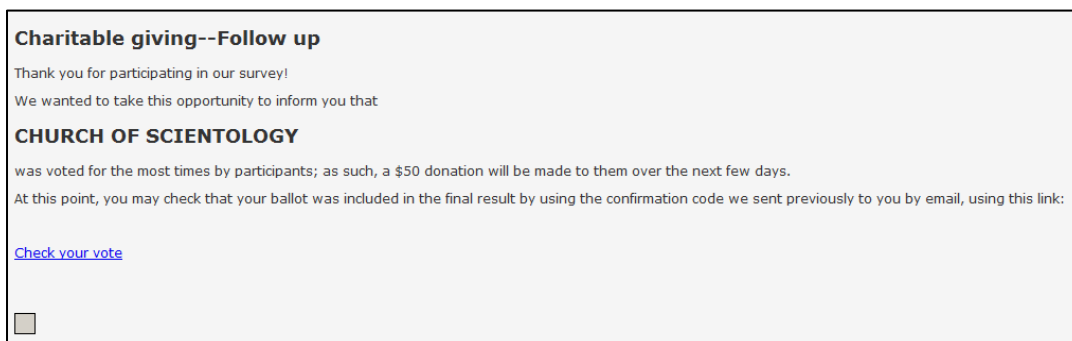 Charitable giving--Follow up
Thank you for participating in our survey!
We wanted to take this opportunity to inform you that
CHURCH OF SCIENTOLOGY
was voted for the most times by participants; as such, a $50 donation will be made to them over the next few days.
At this point, you may check that your ballot was included in the final result by using the confirmation code we sent previously to you by email, using this link:
Check your vote